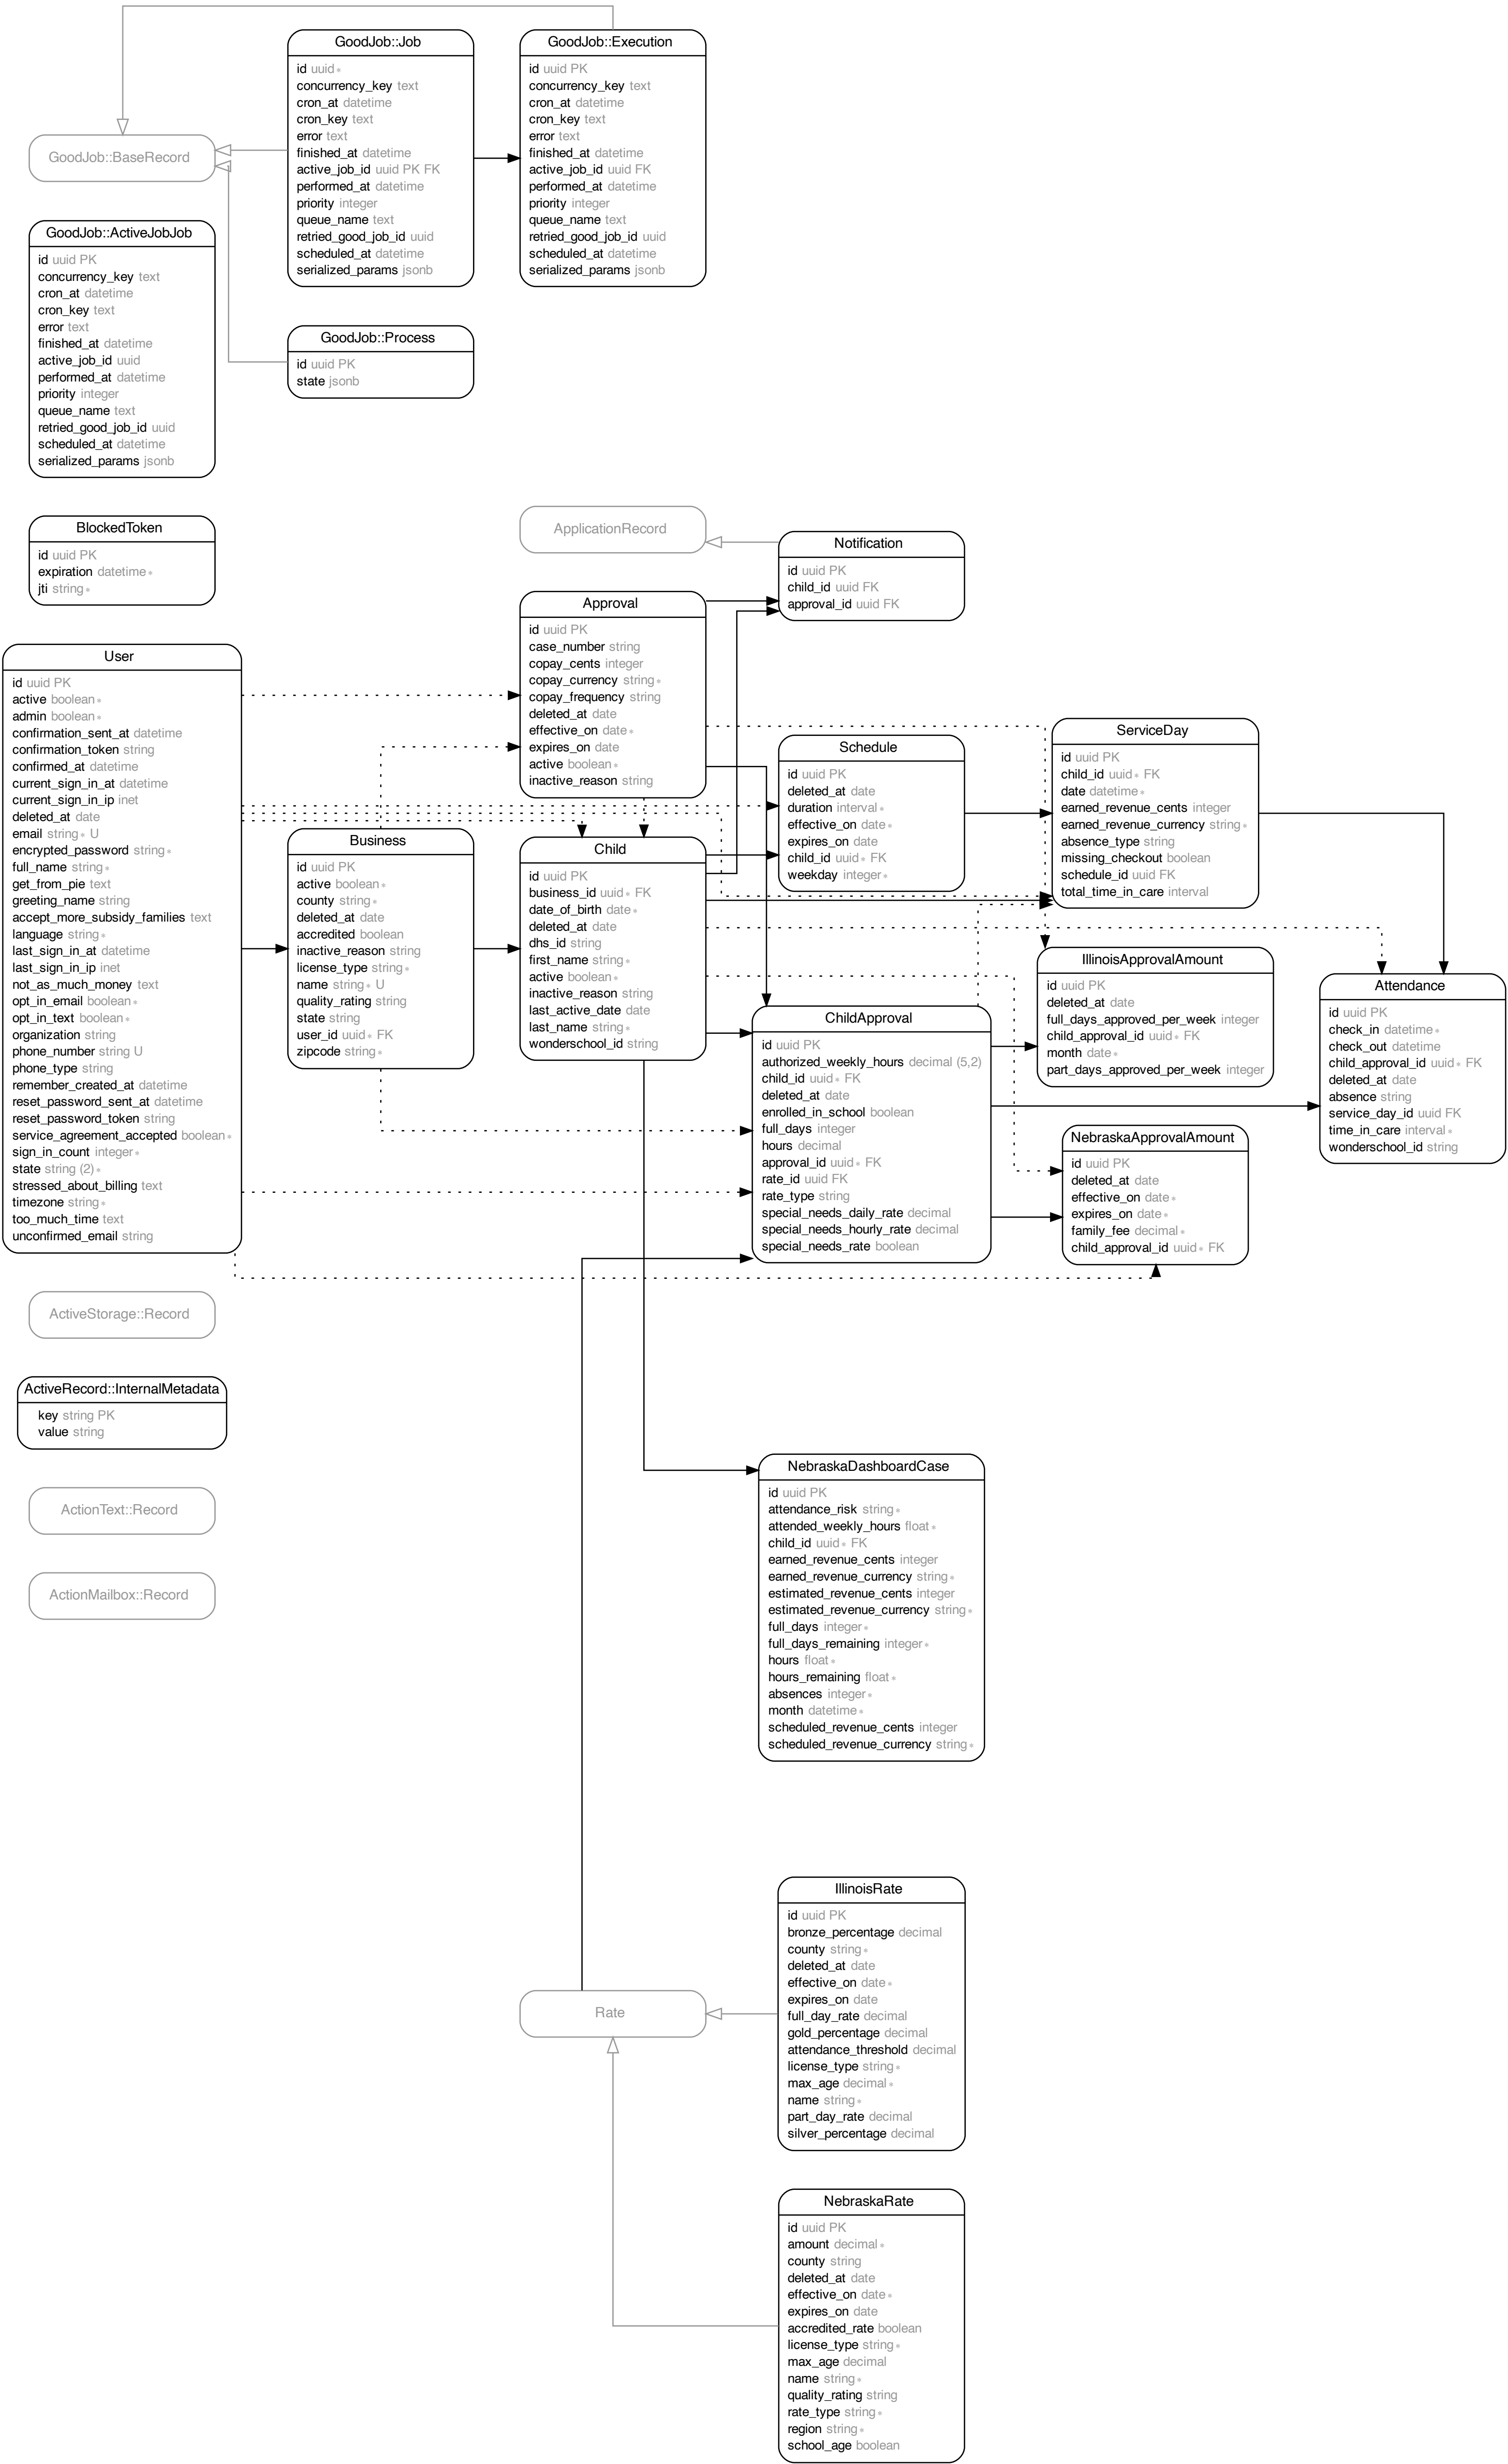 GoodJob::Job
id uuid *
concurrency_key text
cron_at datetime
cron_key text
error text
finished_at datetime
active_job_id uuid PK FK
performed_at datetime
priority integer
queue_name text
retried_good_job_id uuid
scheduled_at datetime
serialized_params jsonb
GoodJob::Execution
id uuid PK
concurrency_key text
cron_at datetime
cron_key text
error text
finished_at datetime
active_job_id uuid FK
performed_at datetime
priority integer
queue_name text
retried_good_job_id uuid
scheduled_at datetime
serialized_params jsonb
GoodJob::BaseRecord
GoodJob::ActiveJobJob
id uuid PK
concurrency_key text
cron_at datetime
cron_key text
error text
finished_at datetime
active_job_id uuid
performed_at datetime
priority integer
queue_name text
retried_good_job_id uuid
scheduled_at datetime
serialized_params jsonb
GoodJob::Process
id uuid PK
state jsonb
BlockedToken
id uuid PK
expiration datetime *
jti string *
ApplicationRecord
Notification
id uuid PK
child_id uuid FK
approval_id uuid FK
Approval
id uuid PK
case_number string
copay_cents integer
copay_currency string *
copay_frequency string
deleted_at date
effective_on date *
expires_on date
active boolean *
inactive_reason string
User
id uuid PK
active boolean *
admin boolean *
confirmation_sent_at datetime
confirmation_token string
confirmed_at datetime
current_sign_in_at datetime
current_sign_in_ip inet
deleted_at date
email string * U
encrypted_password string *
full_name string *
get_from_pie text
greeting_name string
accept_more_subsidy_families text
language string *
last_sign_in_at datetime
last_sign_in_ip inet
not_as_much_money text
opt_in_email boolean *
opt_in_text boolean *
organization string
phone_number string U
phone_type string
remember_created_at datetime
reset_password_sent_at datetime
reset_password_token string
service_agreement_accepted boolean *
sign_in_count integer *
state string (2) *
stressed_about_billing text
timezone string *
too_much_time text
unconfirmed_email string
Business
id uuid PK
active boolean *
county string *
deleted_at date
accredited boolean
inactive_reason string
license_type string *
name string * U
quality_rating string
state string
user_id uuid * FK
zipcode string *
Child
id uuid PK
business_id uuid * FK
date_of_birth date *
deleted_at date
dhs_id string
first_name string *
active boolean *
inactive_reason string
last_active_date date
last_name string *
wonderschool_id string
Schedule
id uuid PK
deleted_at date
duration interval *
effective_on date *
expires_on date
child_id uuid * FK
weekday integer *
ServiceDay
id uuid PK
child_id uuid * FK
date datetime *
earned_revenue_cents integer
earned_revenue_currency string *
absence_type string
missing_checkout boolean
schedule_id uuid FK
total_time_in_care interval
IllinoisApprovalAmount
id uuid PK
deleted_at date
full_days_approved_per_week integer
child_approval_id uuid * FK
month date *
part_days_approved_per_week integer
Attendance
id uuid PK
check_in datetime *
check_out datetime
child_approval_id uuid * FK
deleted_at date
absence string
service_day_id uuid FK
time_in_care interval *
wonderschool_id string
ChildApproval
id uuid PK
authorized_weekly_hours decimal (5,2)
child_id uuid * FK
deleted_at date
enrolled_in_school boolean
full_days integer
hours decimal
approval_id uuid * FK
rate_id uuid FK
rate_type string
special_needs_daily_rate decimal
special_needs_hourly_rate decimal
special_needs_rate boolean
NebraskaApprovalAmount
id uuid PK
deleted_at date
effective_on date *
expires_on date *
family_fee decimal *
child_approval_id uuid * FK
ActiveStorage::Record
ActiveRecord::InternalMetadata
key string PK
value string
ActionText::Record
ActionMailbox::Record
NebraskaDashboardCase
id uuid PK
attendance_risk string *
attended_weekly_hours float *
child_id uuid * FK
earned_revenue_cents integer
earned_revenue_currency string *
estimated_revenue_cents integer
estimated_revenue_currency string *
full_days integer *
full_days_remaining integer *
hours float *
hours_remaining float *
absences integer *
month datetime *
scheduled_revenue_cents integer
scheduled_revenue_currency string *
IllinoisRate
id uuid PK
bronze_percentage decimal
county string *
deleted_at date
effective_on date *
expires_on date
full_day_rate decimal
gold_percentage decimal
attendance_threshold decimal
license_type string *
max_age decimal *
name string *
part_day_rate decimal
silver_percentage decimal
Rate
NebraskaRate
id uuid PK
amount decimal *
county string
deleted_at date
effective_on date *
expires_on date
accredited_rate boolean
license_type string *
max_age decimal
name string *
quality_rating string
rate_type string *
region string *
school_age boolean